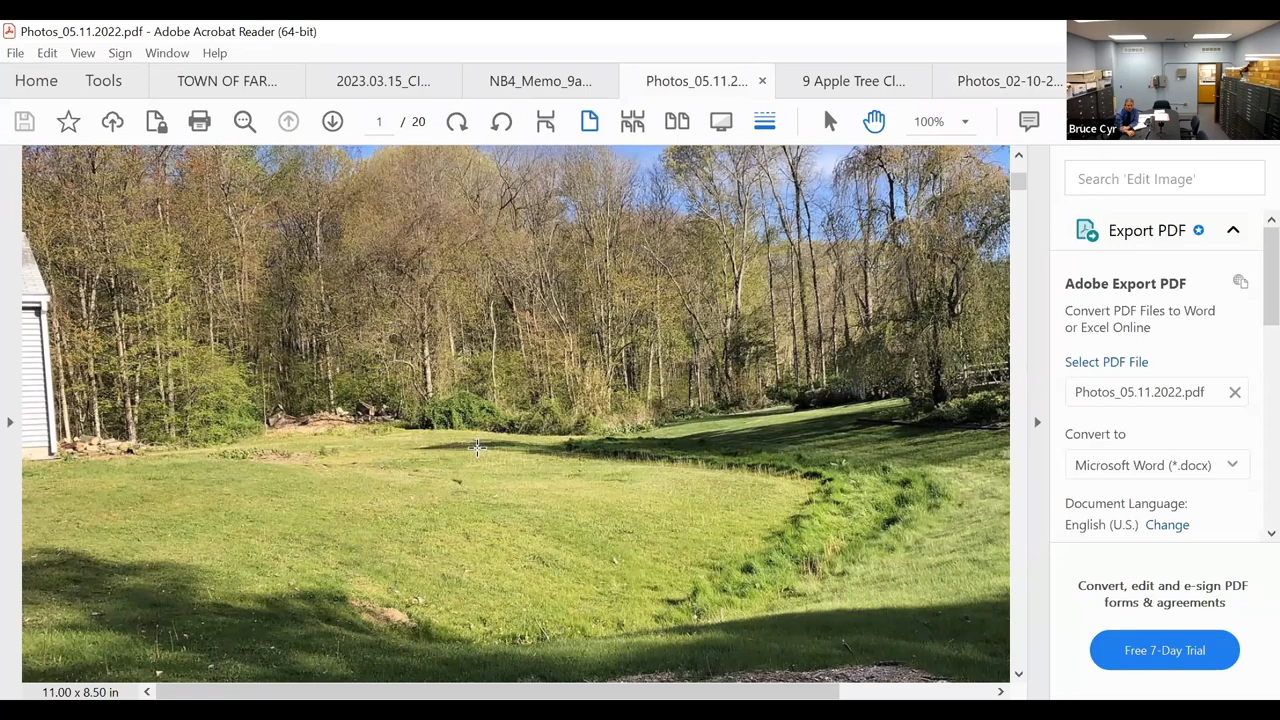 Photos_05.11.2022.pdf - Adobe Acrobat Reader (64-bit)
File Edit View Sign Window Help
Home Tools TOWN OF FAR... 2023.03.15_Cl... NB4_Memo_9a... Photos_05.11.2... 9 Apple Tree Cl... Photos_02-10-2...
1 / 20 100%
Bruce Cyr
Search 'Edit Image'
Export PDF
Adobe Export PDF
Convert PDF Files to Word
or Excel Online
Select PDF File
Photos_05.11.2022.pdf
Convert to
Microsoft Word (*.docx)
Document Language:
English (U.S.) Change
Convert, edit and e-sign PDF
forms & agreements
Free 7-Day Trial
11.00 x 8.50 in